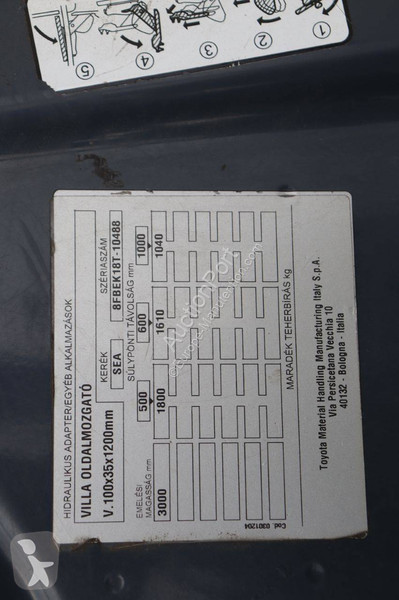 5 4 3 2 1
HIDRAULIKUS ADAPTER/EGYÉB ALKALMAZÁSOK
VILLA OLDALMOZGATÓ
V.100x35x1200mm
KERÉK
SEA
SZÉRIASZÁM
8FBEK18T-10488
EMELÉSI MAGASSÁG mm
SÚLYPONTI TÁVOLSÁG mm
500 600 1000
3000 1800 1610 1040
MARADÉK TEHERBÍRÁS kg
Cod. 0301204
Toyota Material Handling Manufacturing Italy S.p.A.
Via Persicetana Vecchia 10
40132 - Bologna - Italia
AuctionPort